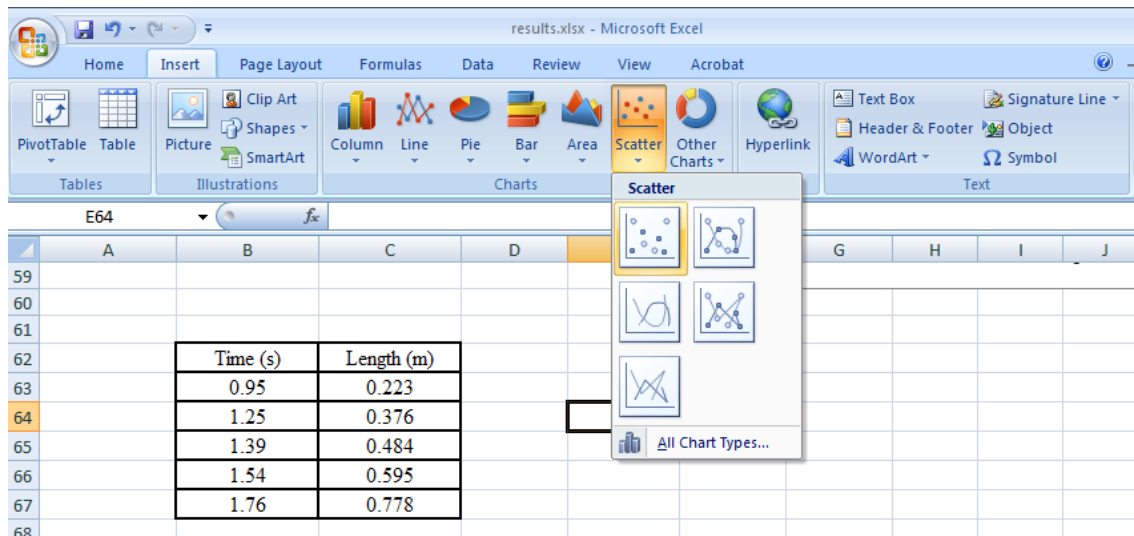 results.xlsx - Microsoft Excel
Home Insert Page Layout Formulas Data Review View Acrobat
PivotTable Table Picture Clip Art Shapes SmartArt Column Line Pie Bar Area Scatter Other Charts Hyperlink Text Box Header & Footer WordArt Signature Line Object Symbol
Tables Illustrations Charts Text
Scatter
E64 fx
A B C D G H I J
59
60
61
62 Time (s) Length (m)
63 0.95 0.223
64 1.25 0.376
65 1.39 0.484
All Chart Types...
66 1.54 0.595
67 1.76 0.778
68